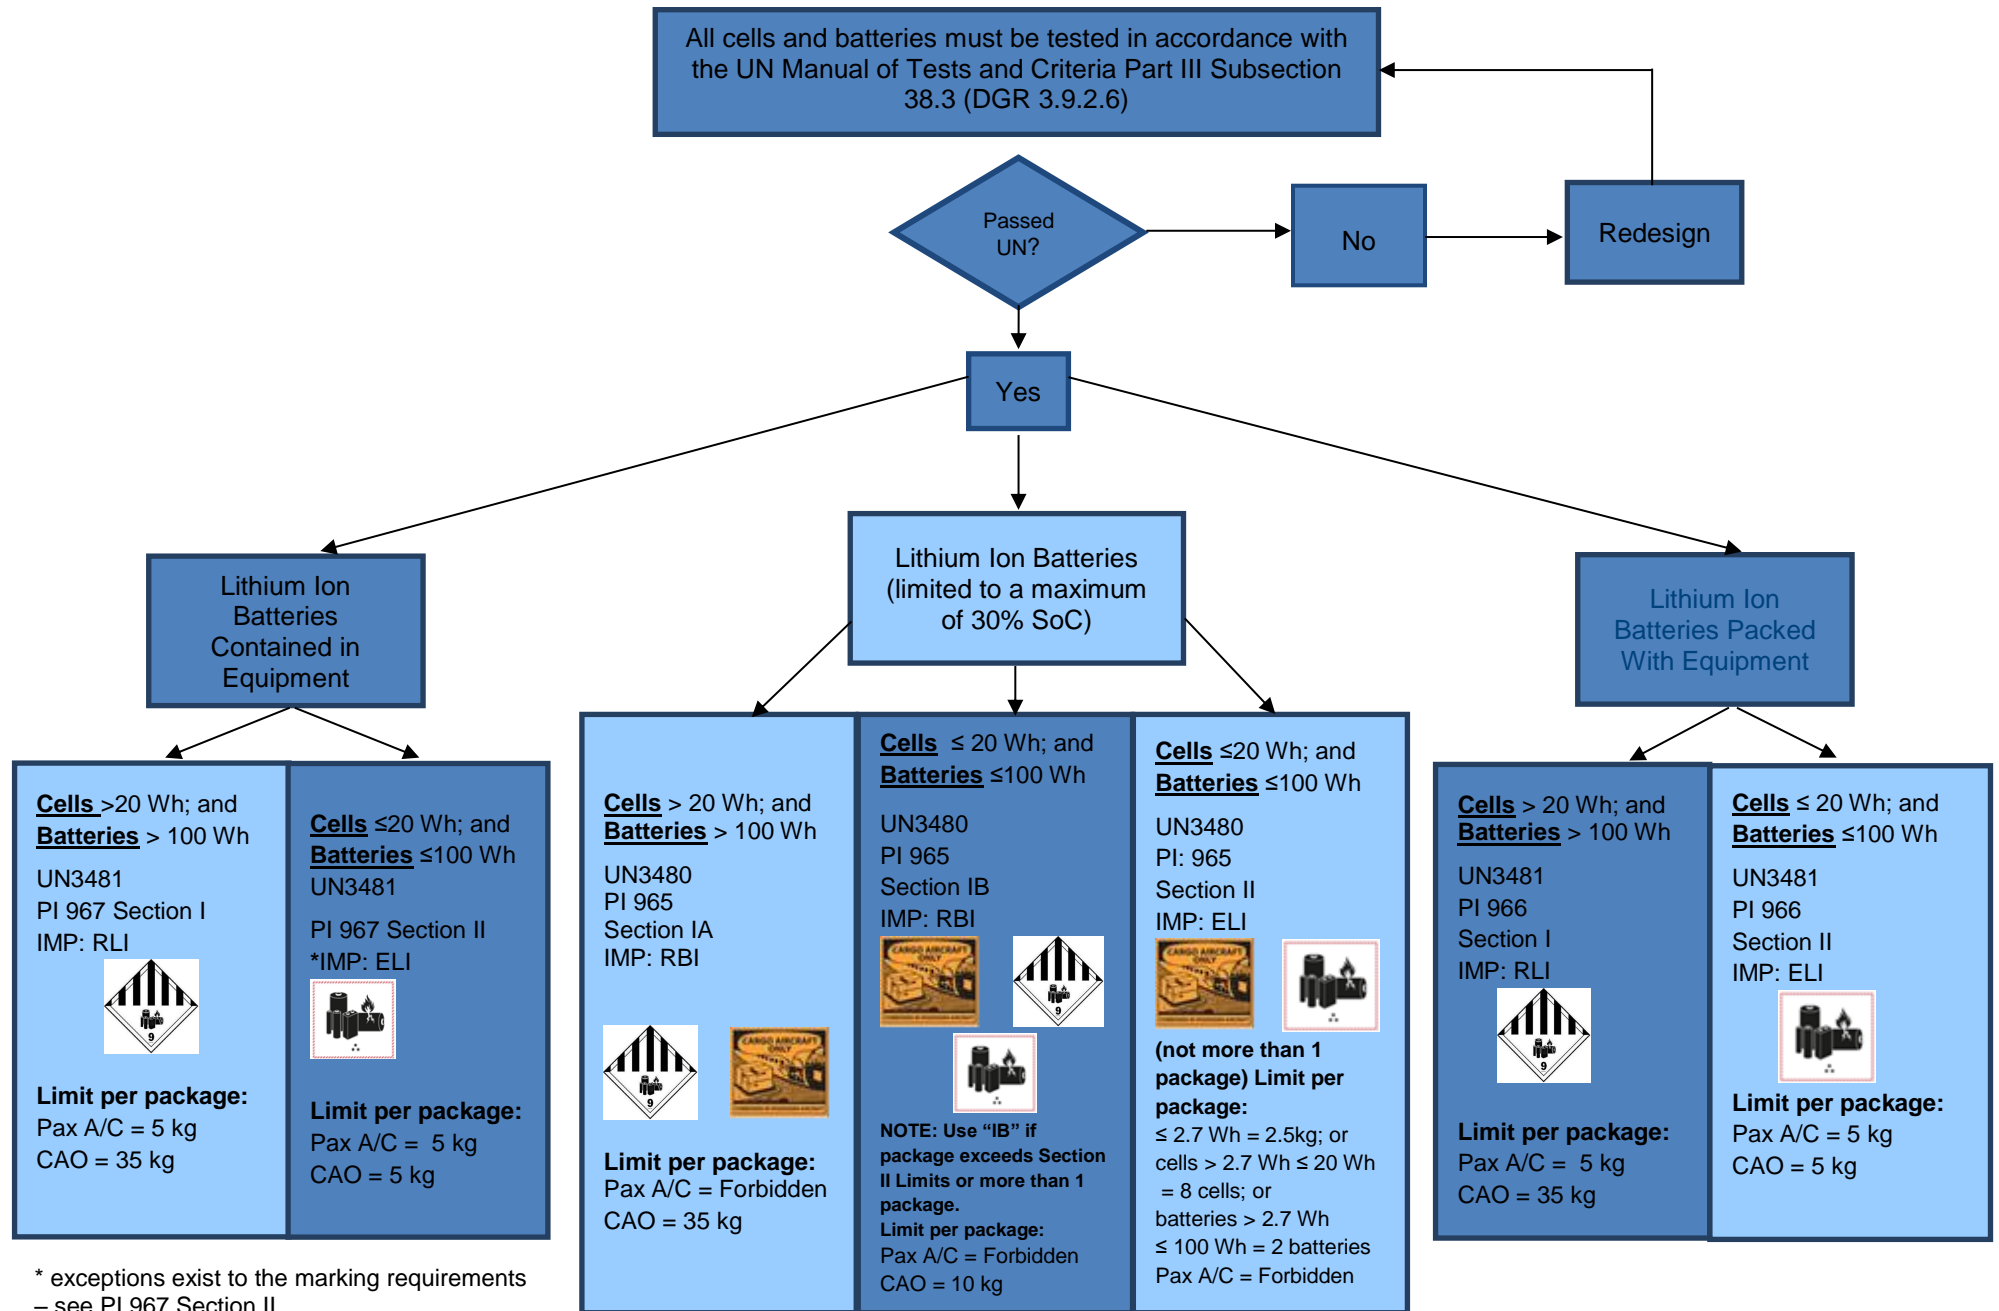 All cells and batteries must be tested in accordance with
the UN Manual of Tests and Criteria Part III Subsection
38.3 (DGR 3.9.2.6)
Passed
UN?
No
Redesign
Yes
Lithium Ion
Batteries
Contained in
Equipment
Lithium Ion Batteries
(limited to a maximum
of 30% SoC)
Lithium Ion
Batteries Packed
With Equipment
Cells >20 Wh; and
Batteries > 100 Wh
UN3481
PI 967 Section I
IMP: RLI
9
Limit per package:
Pax A/C = 5 kg
CAO = 35 kg
Cells ≤20 Wh; and
Batteries ≤100 Wh
UN3481
PI 967 Section II
*IMP: ELI
Limit per package:
Pax A/C =  5 kg
CAO = 5 kg
Cells > 20 Wh; and
Batteries > 100 Wh
UN3480
PI 965
Section IA
IMP: RBI
9
CARGO AIRCRAFT
ONLY
Limit per package:
Pax A/C = Forbidden
CAO = 35 kg
Cells  ≤ 20 Wh; and
Batteries ≤100 Wh
UN3480
PI 965
Section IB
IMP: RBI
CARGO AIRCRAFT
ONLY
9
NOTE: Use “IB” if
package exceeds Section
II Limits or more than 1
package.
Limit per package:
Pax A/C = Forbidden
CAO = 10 kg
Cells ≤20 Wh; and
Batteries ≤100 Wh
UN3480
PI: 965
Section II
IMP: ELI
CARGO AIRCRAFT
ONLY
(not more than 1
package) Limit per
package:
≤ 2.7 Wh = 2.5kg; or
cells > 2.7 Wh ≤ 20 Wh
= 8 cells; or
batteries > 2.7 Wh
≤ 100 Wh = 2 batteries
Pax A/C = Forbidden
Cells > 20 Wh; and
Batteries > 100 Wh
UN3481
PI 966
Section I
IMP: RLI
9
Limit per package:
Pax A/C =  5 kg
CAO = 35 kg
Cells ≤ 20 Wh; and
Batteries ≤100 Wh
UN3481
PI 966
Section II
IMP: ELI
Limit per package:
Pax A/C = 5 kg
CAO = 5 kg
* exceptions exist to the marking requirements
– see PI 967 Section II